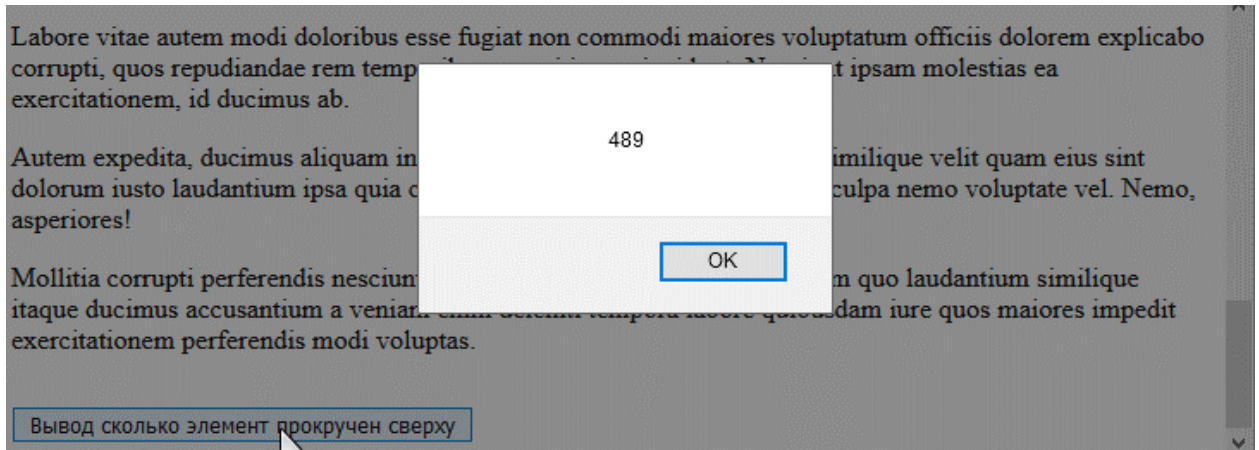 Labore vitae autem modi doloribus esse fugiat non commodi maiores voluptatum officiis dolorem explicabo
corrupti, quos repudiandae rem temp t ipsam molestias ea
exercitationem, id ducimus ab.
489
Autem expedita, ducimus aliquam in imilique velit quam eius sint
dolorum iusto laudantium ipsa quia culpa nemo voluptate vel. Nemo,
asperiores!
OK
Mollitia corrupti perferendis nesciun m quo laudantium similique
itaque ducimus accusantium a veniam iure quos maiores impedit
exercitationem perferendis modi voluptas.
Вывод сколько элемент прокручен сверху